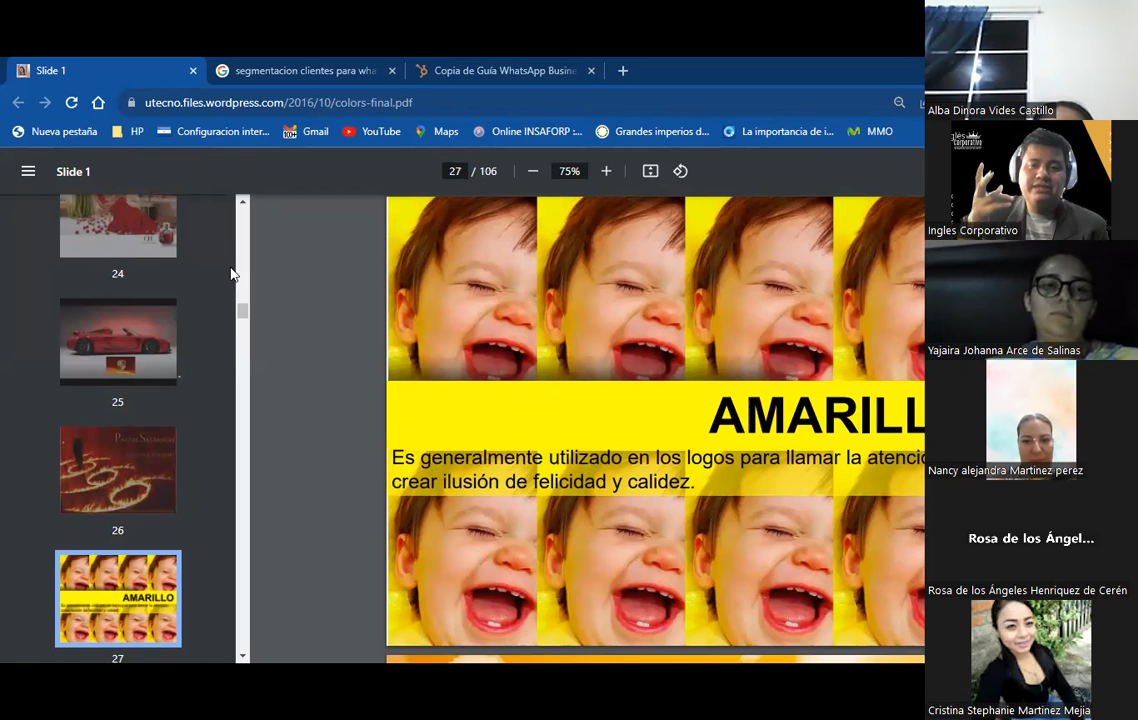 Slide 1
segmentacion clientes para wha
Copia de Guía WhatsApp Busine
utecno.files.wordpress.com/2016/10/colors-final.pdf
Nueva pestaña
HP
Configuracion inter...
Gmail
YouTube
Maps
Online INSAFORP :...
Grandes imperios d...
La importancia de i...
MMO
Slide 1
27 / 106
75%
24
25
26
AMARILLO
27
AMARILL
Es generalmente utilizado en los logos para llamar la atenció
crear ilusión de felicidad y calidez.
Alba Dinora Vides Castillo
Ingles Corporativo
Yajaira Johanna Arce de Salinas
Nancy alejandra Martinez perez
Rosa de los Ángel...
Rosa de los Ángeles Henriquez de Cerén
Cristina Stephanie Martinez Mejia